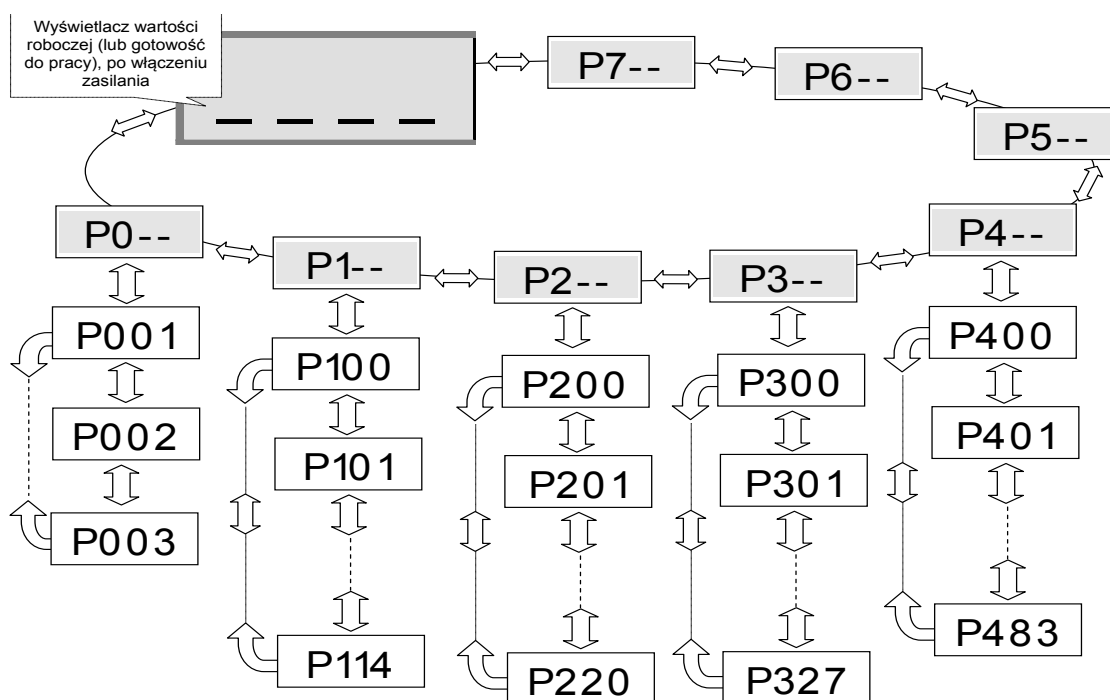 Wyświetlacz wartości
roboczej (lub gotowość
do pracy), po włączeniu
zasilania
_ _ _ _
P7--
P6--
P5--
P4--
P0--
P1--
P2--
P3--
P001
P002
P003
P100
P101
P114
P200
P201
P220
P300
P301
P327
P400
P401
P483